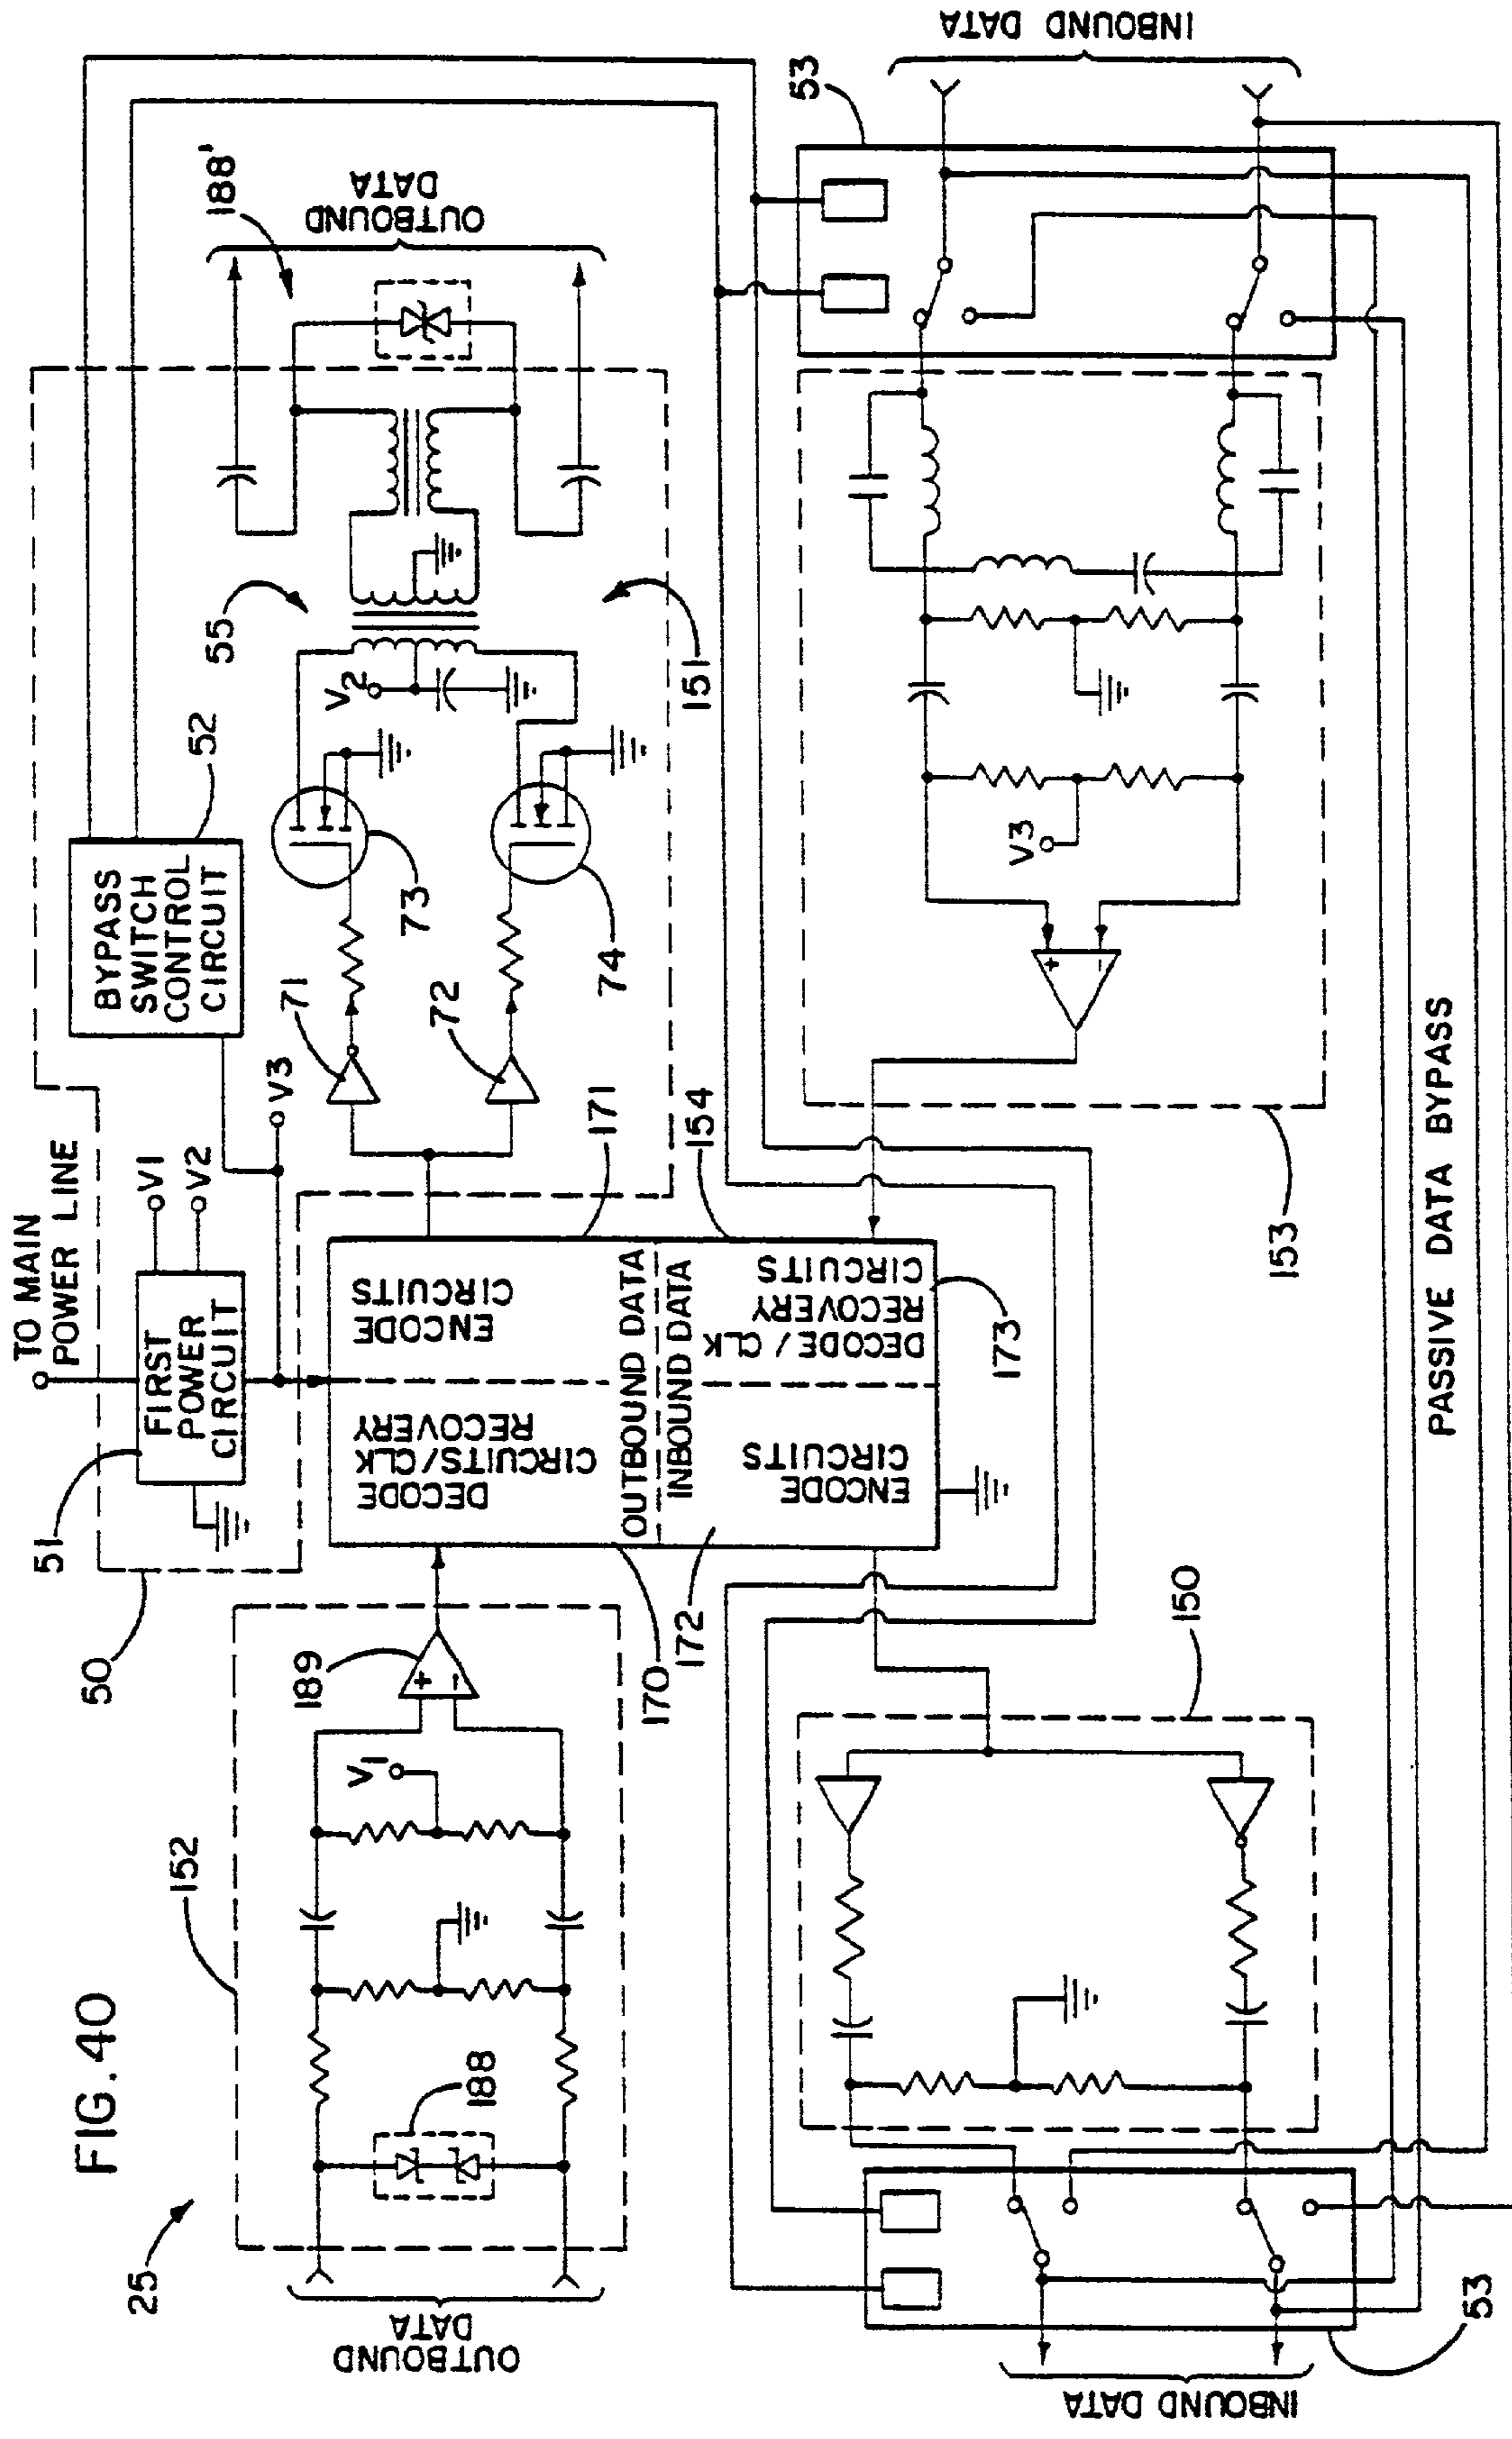 FIG. 40
25
OUTBOUND
DATA
152
188
189
V1
50
51
TO MAIN
POWER LINE
FIRST
POWER
CIRCUIT
V1
V2
V3
BYPASS
SWITCH
CONTROL
CIRCUIT
52
71
72
73
74
V2
55
151
188'
OUTBOUND
DATA
DECODE
CIRCUITS/CLK
RECOVERY
ENCODE
CIRCUITS
OUTBOUND DATA
INBOUND DATA
ENCODE
CIRCUITS
DECODE / CLK
RECOVERY
CIRCUITS
170
172
171
154
173
+
−
150
153
V3
+
−
53
INBOUND DATA
53
INBOUND DATA
PASSIVE DATA BYPASS